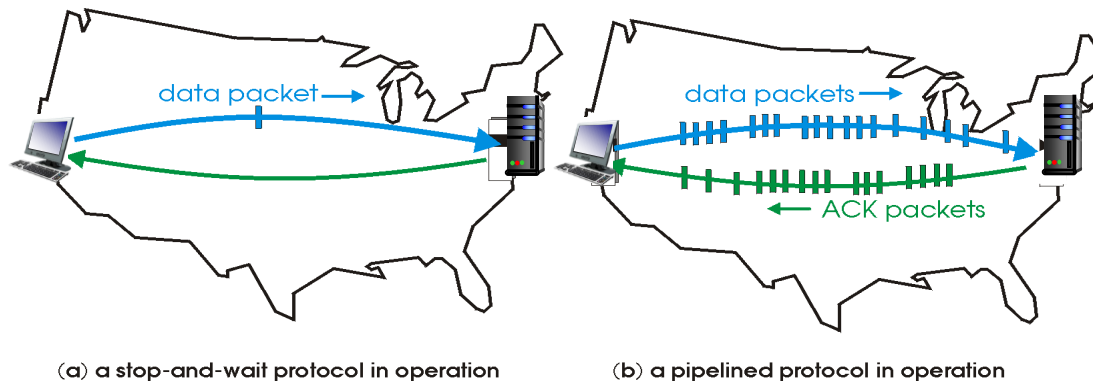 data packet
data packets
ACK packets
(a) a stop-and-wait protocol in operation
(b) a pipelined protocol in operation